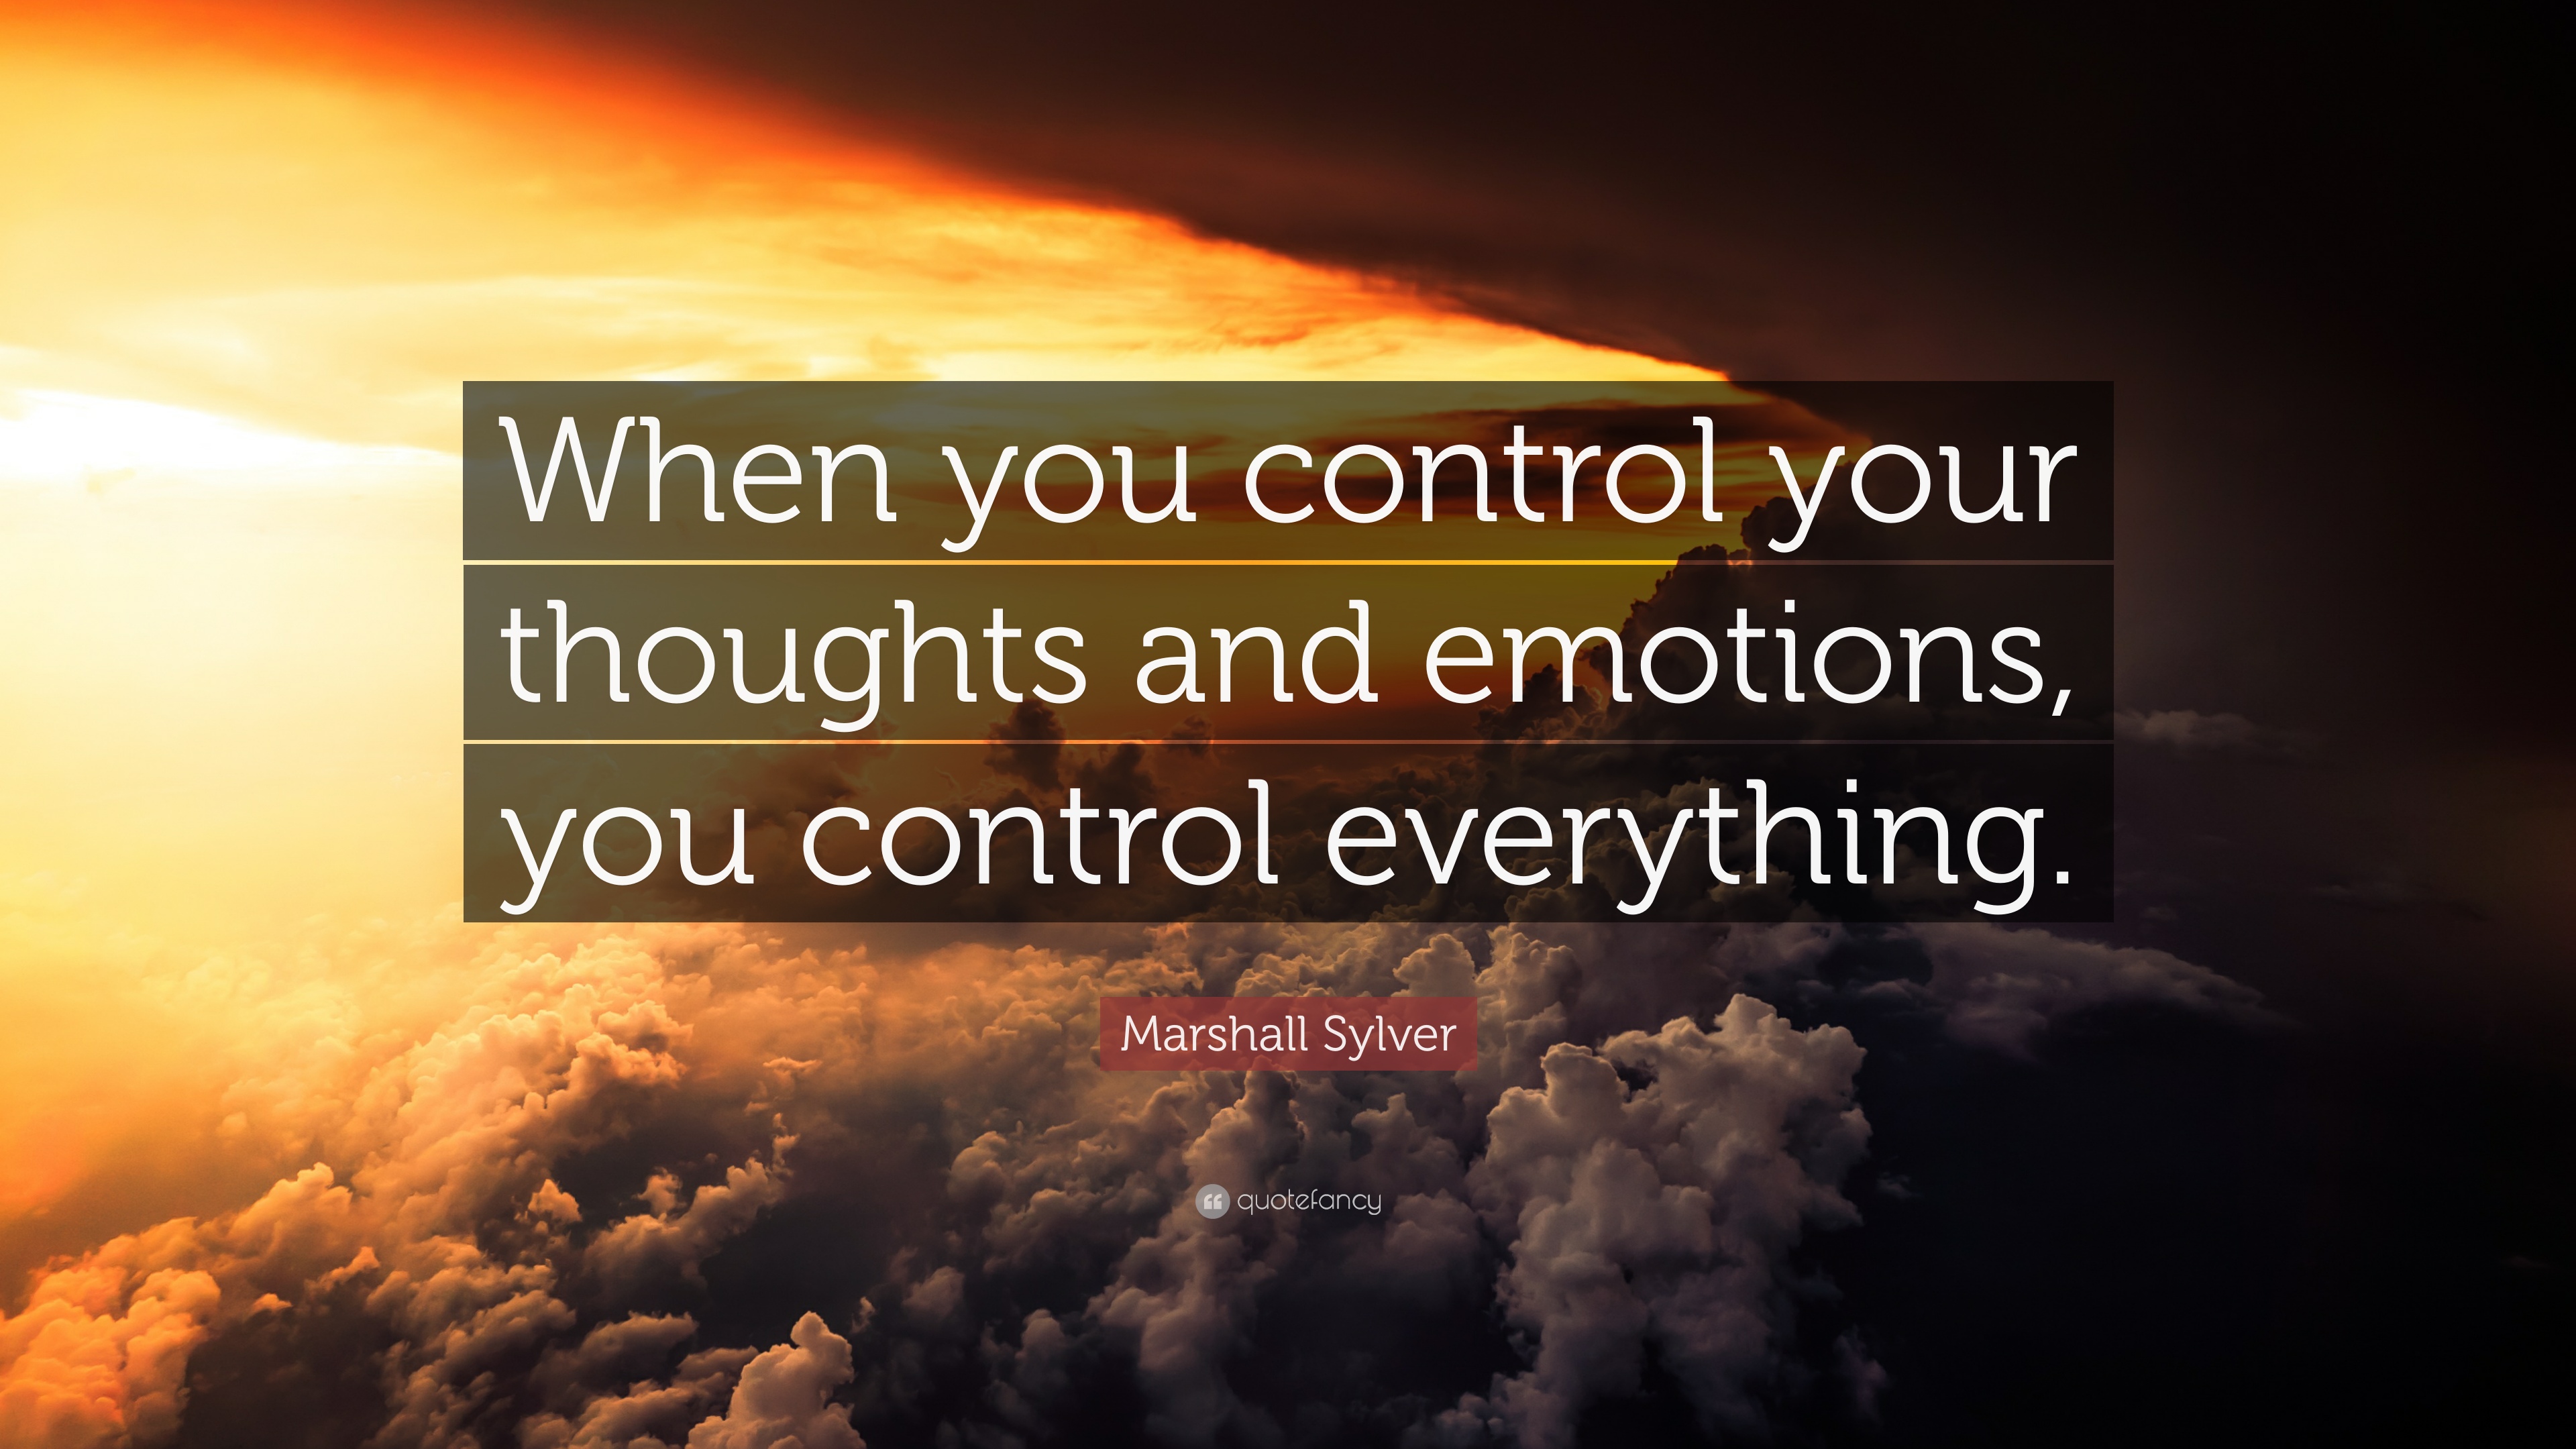 When you control your
thoughts and emotions,
you control everything.
Marshall Sylver
quotefancy